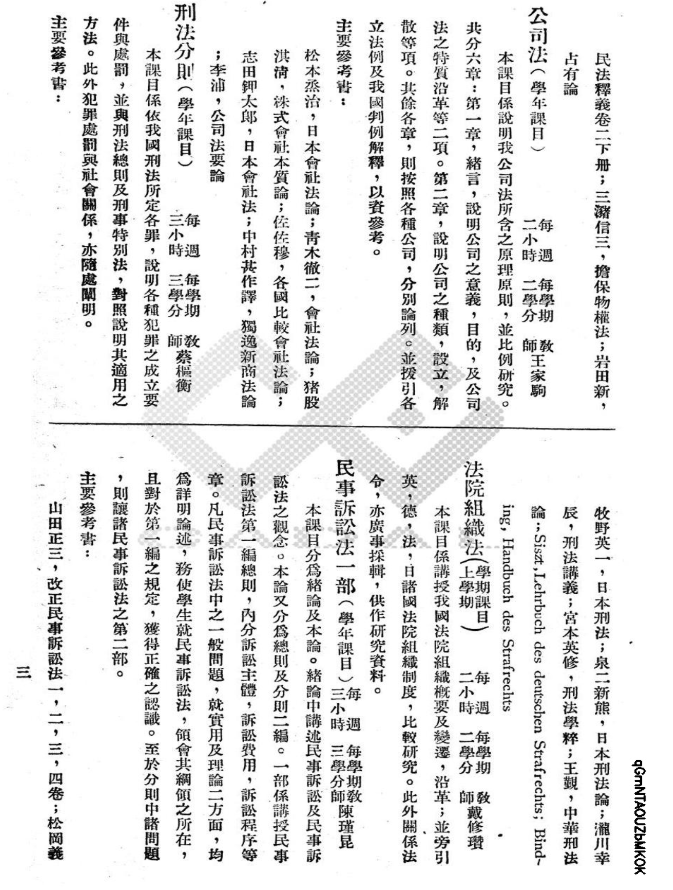 民法釋義卷二下册；三瀦信三，擔保物權法；岩田新，
占有論
公司法（學年課目） 每週二小時 每學期二學分 教師王家駒
本課目係說明我公司法所含之原理原則，並比例研究。
共分六章：第一章，緒言，說明公司之意義，目的，及公司
法之特質沿革等二項。第二章，說明公司之種類，設立，解
散等項。其餘各章，則按照各種公司，分別論列。並援引各
立法例及我國判例解釋，以資參考。
主要參考書：
松本烝治，日本會社法論；青木徹二，會社法論；猪股
淇清，株式會社本質論；佐佐穆，各國比較會社法論；
志田鉀太郎，日本會社法；中村甚作譯，獨逸新商法論
；李浦，公司法要論
刑法分則（學年課目） 每週三小時 每學期三學分 教師蔡樞衡
本課目係依我國刑法所定各罪，說明各種犯罪之成立要
件與處罰，並與刑法總則及刑事特別法，對照說明其適用之
方法。此外犯罪處罰與社會關係，亦隨處闡明。
主要參考書：
牧野英一，日本刑法；泉二新熊，日本刑法論；瀧川幸
辰，刑法講義；宮本英修，刑法學粹；王覲，中華刑法
論；Siszt, Lehrbuch des deutschen Strafrechts; Bind-
ing, Handbuch des Strafrechts
法院組織法（學期課目）（上學期） 每週二小時 每學期二學分 教師戴修瓚
本課目係講授我國法院組織概要及變遷，沿革；並旁引
英，德，法，日諸國法院組織制度，比較研究。此外關係法
令，亦廣事採輯，供作研究資料。
民事訴訟法一部（學年課目） 每週三小時 每學期三學分 教師陳瑾昆
本課目分爲緒論及本論。緒論中講述民事訴訟及民事訴
訟法之觀念。本論又分爲總則及分則二編。一部係講授民事
訴訟法第一編總則，內分訴訟主體，訴訟費用，訴訟程序等
章。凡民事訴訟法中之一般問題，就實用及理論二方面，均
爲詳明論述，務使學生就民事訴訟法，領會其綱領之所在，
且對於第一編之規定，獲得正確之認識。至於分則中諸問題
，則讓諸民事訴訟法之第二部。
主要參考書：
山田正三，改正民事訴訟法一，二，三，四卷；松岡義
三
qGmNTAOUZbMKOK